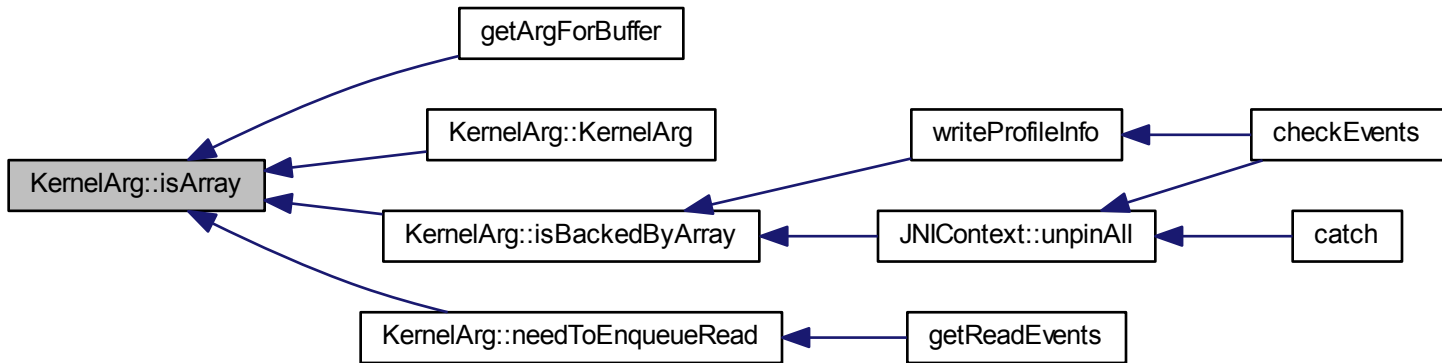 getArgForBuffer
KernelArg::KernelArg
writeProfileInfo
checkEvents
KernelArg::isArray
KernelArg::isBackedByArray
JNIContext::unpinAll
catch
KernelArg::needToEnqueueRead
getReadEvents